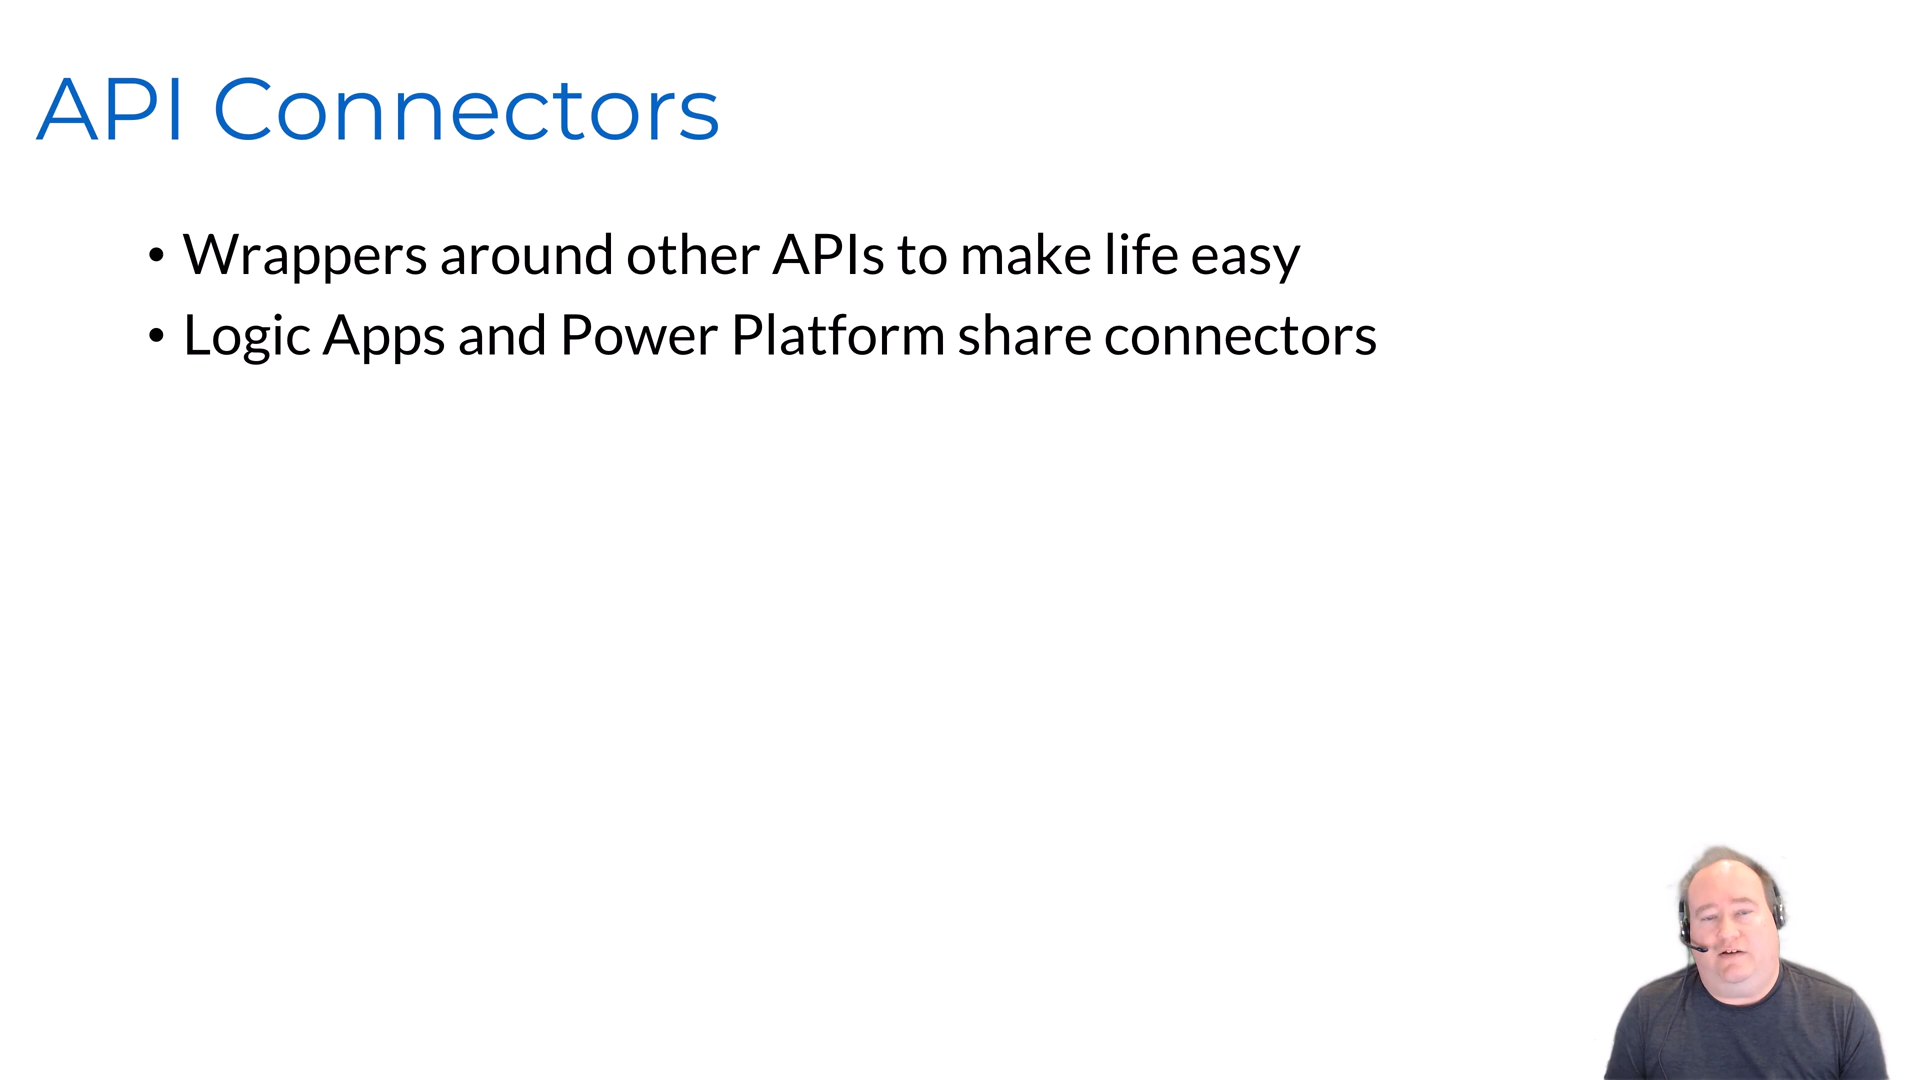 API Connectors
• Wrappers around other APIs to make life easy
• Logic Apps and Power Platform share connectors